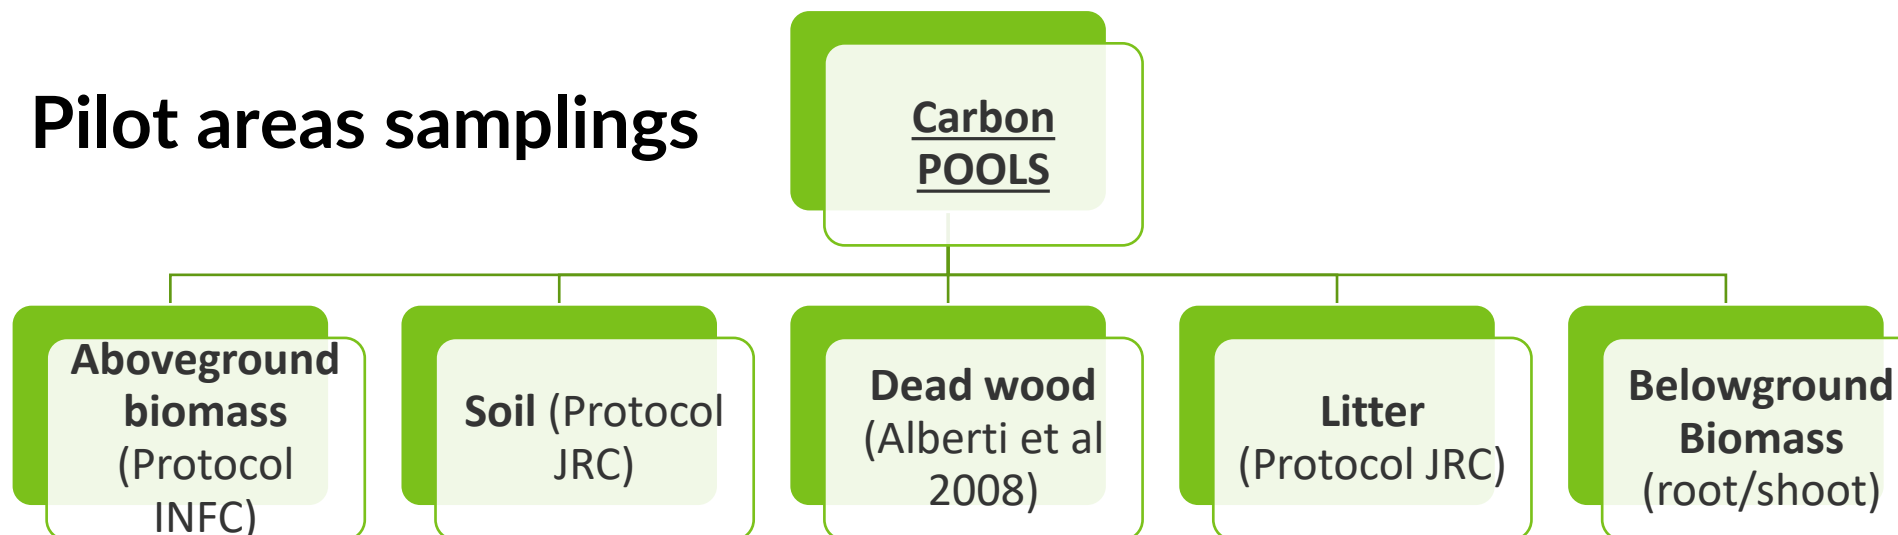 Pilot areas samplings
Carbon
POOLS
Aboveground
biomass
(Protocol
INFC)
Soil (Protocol
JRC)
Dead wood
(Alberti et al
2008)
Litter
(Protocol JRC)
Belowground
Biomass
(root/shoot)